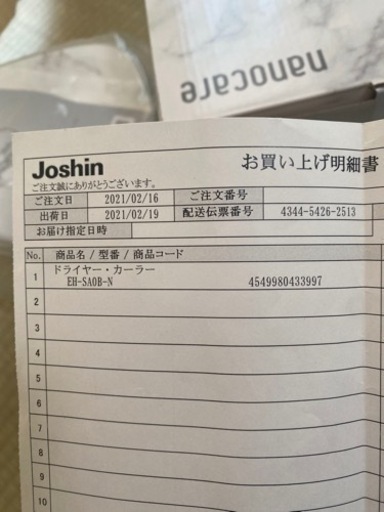 nanocare
Joshin
お買い上げ明細書
ご注文誠にありがとうございます。
ご注文日 2021/02/16 ご注文番号
出荷日 2021/02/19 配送伝票番号 4344-5426-2513
お届け指定日時
No. 商品名 / 型番 / 商品コード
1 ドライヤー・カーラー
EH-SA0B-N 4549980433997
2
3
4
5
6
7
8
9
10